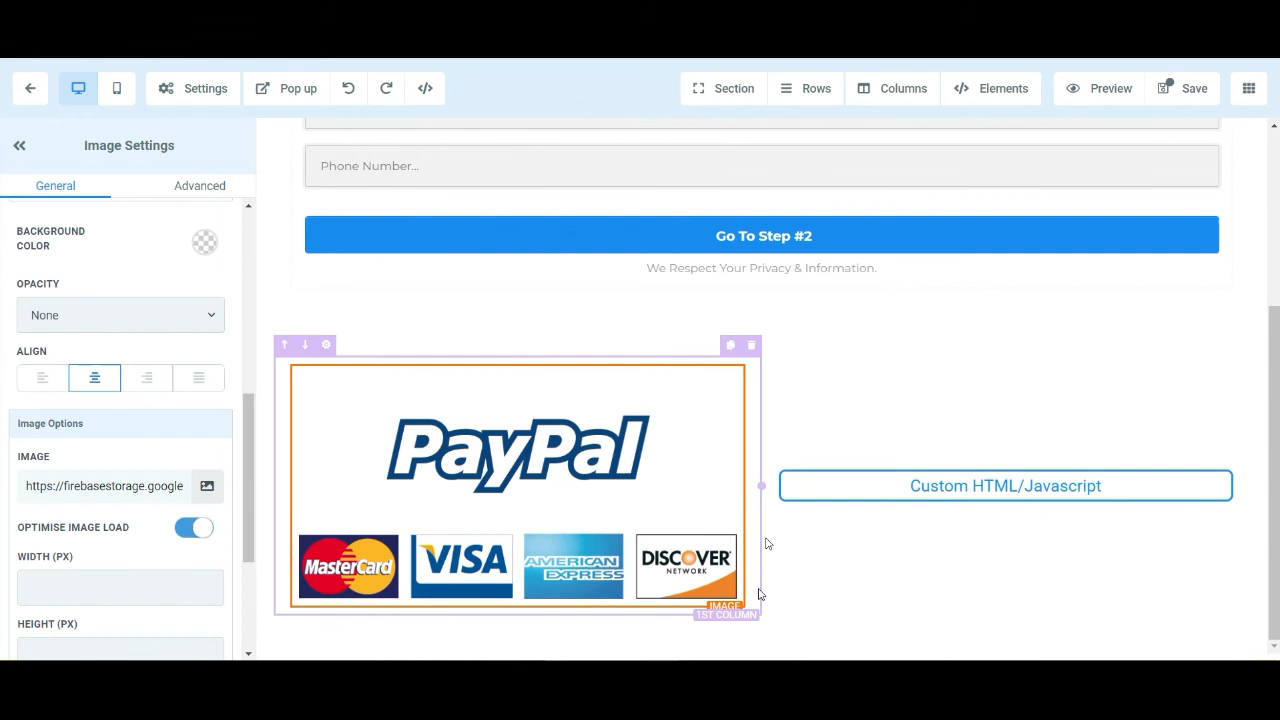 Settings
Pop up
Section
Rows
Columns
Elements
Preview
Save
Image Settings
General
Advanced
BACKGROUND
COLOR
OPACITY
None
ALIGN
Image Options
IMAGE
https://firebasestorage.google
OPTIMISE IMAGE LOAD
WIDTH (PX)
HEIGHT (PX)
Phone Number...
Go To Step #2
We Respect Your Privacy & Information.
PayPal
MasterCard
VISA
AMERICAN
EXPRESS
DISCOVER
NETWORK
IMAGE
1ST COLUMN
Custom HTML/Javascript